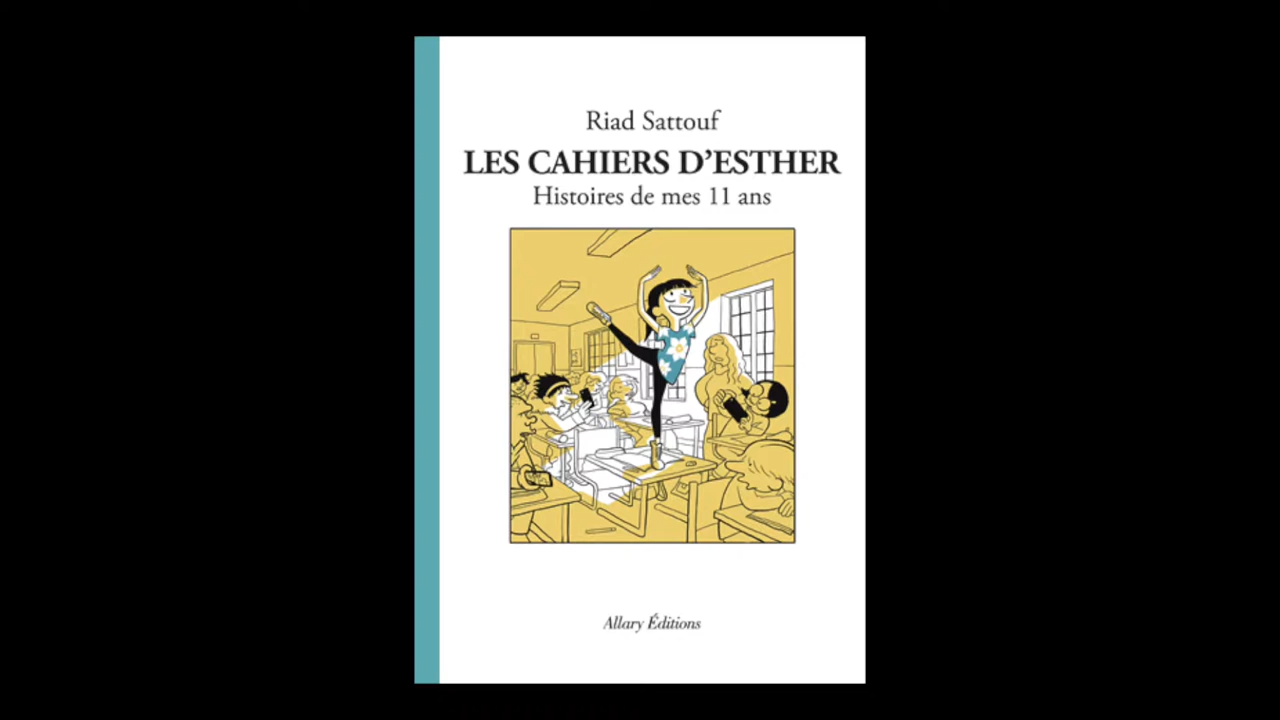 Riad Sattouf
LES CAHIERS D’ESTHER
Histoires de mes 11 ans
Allary Éditions